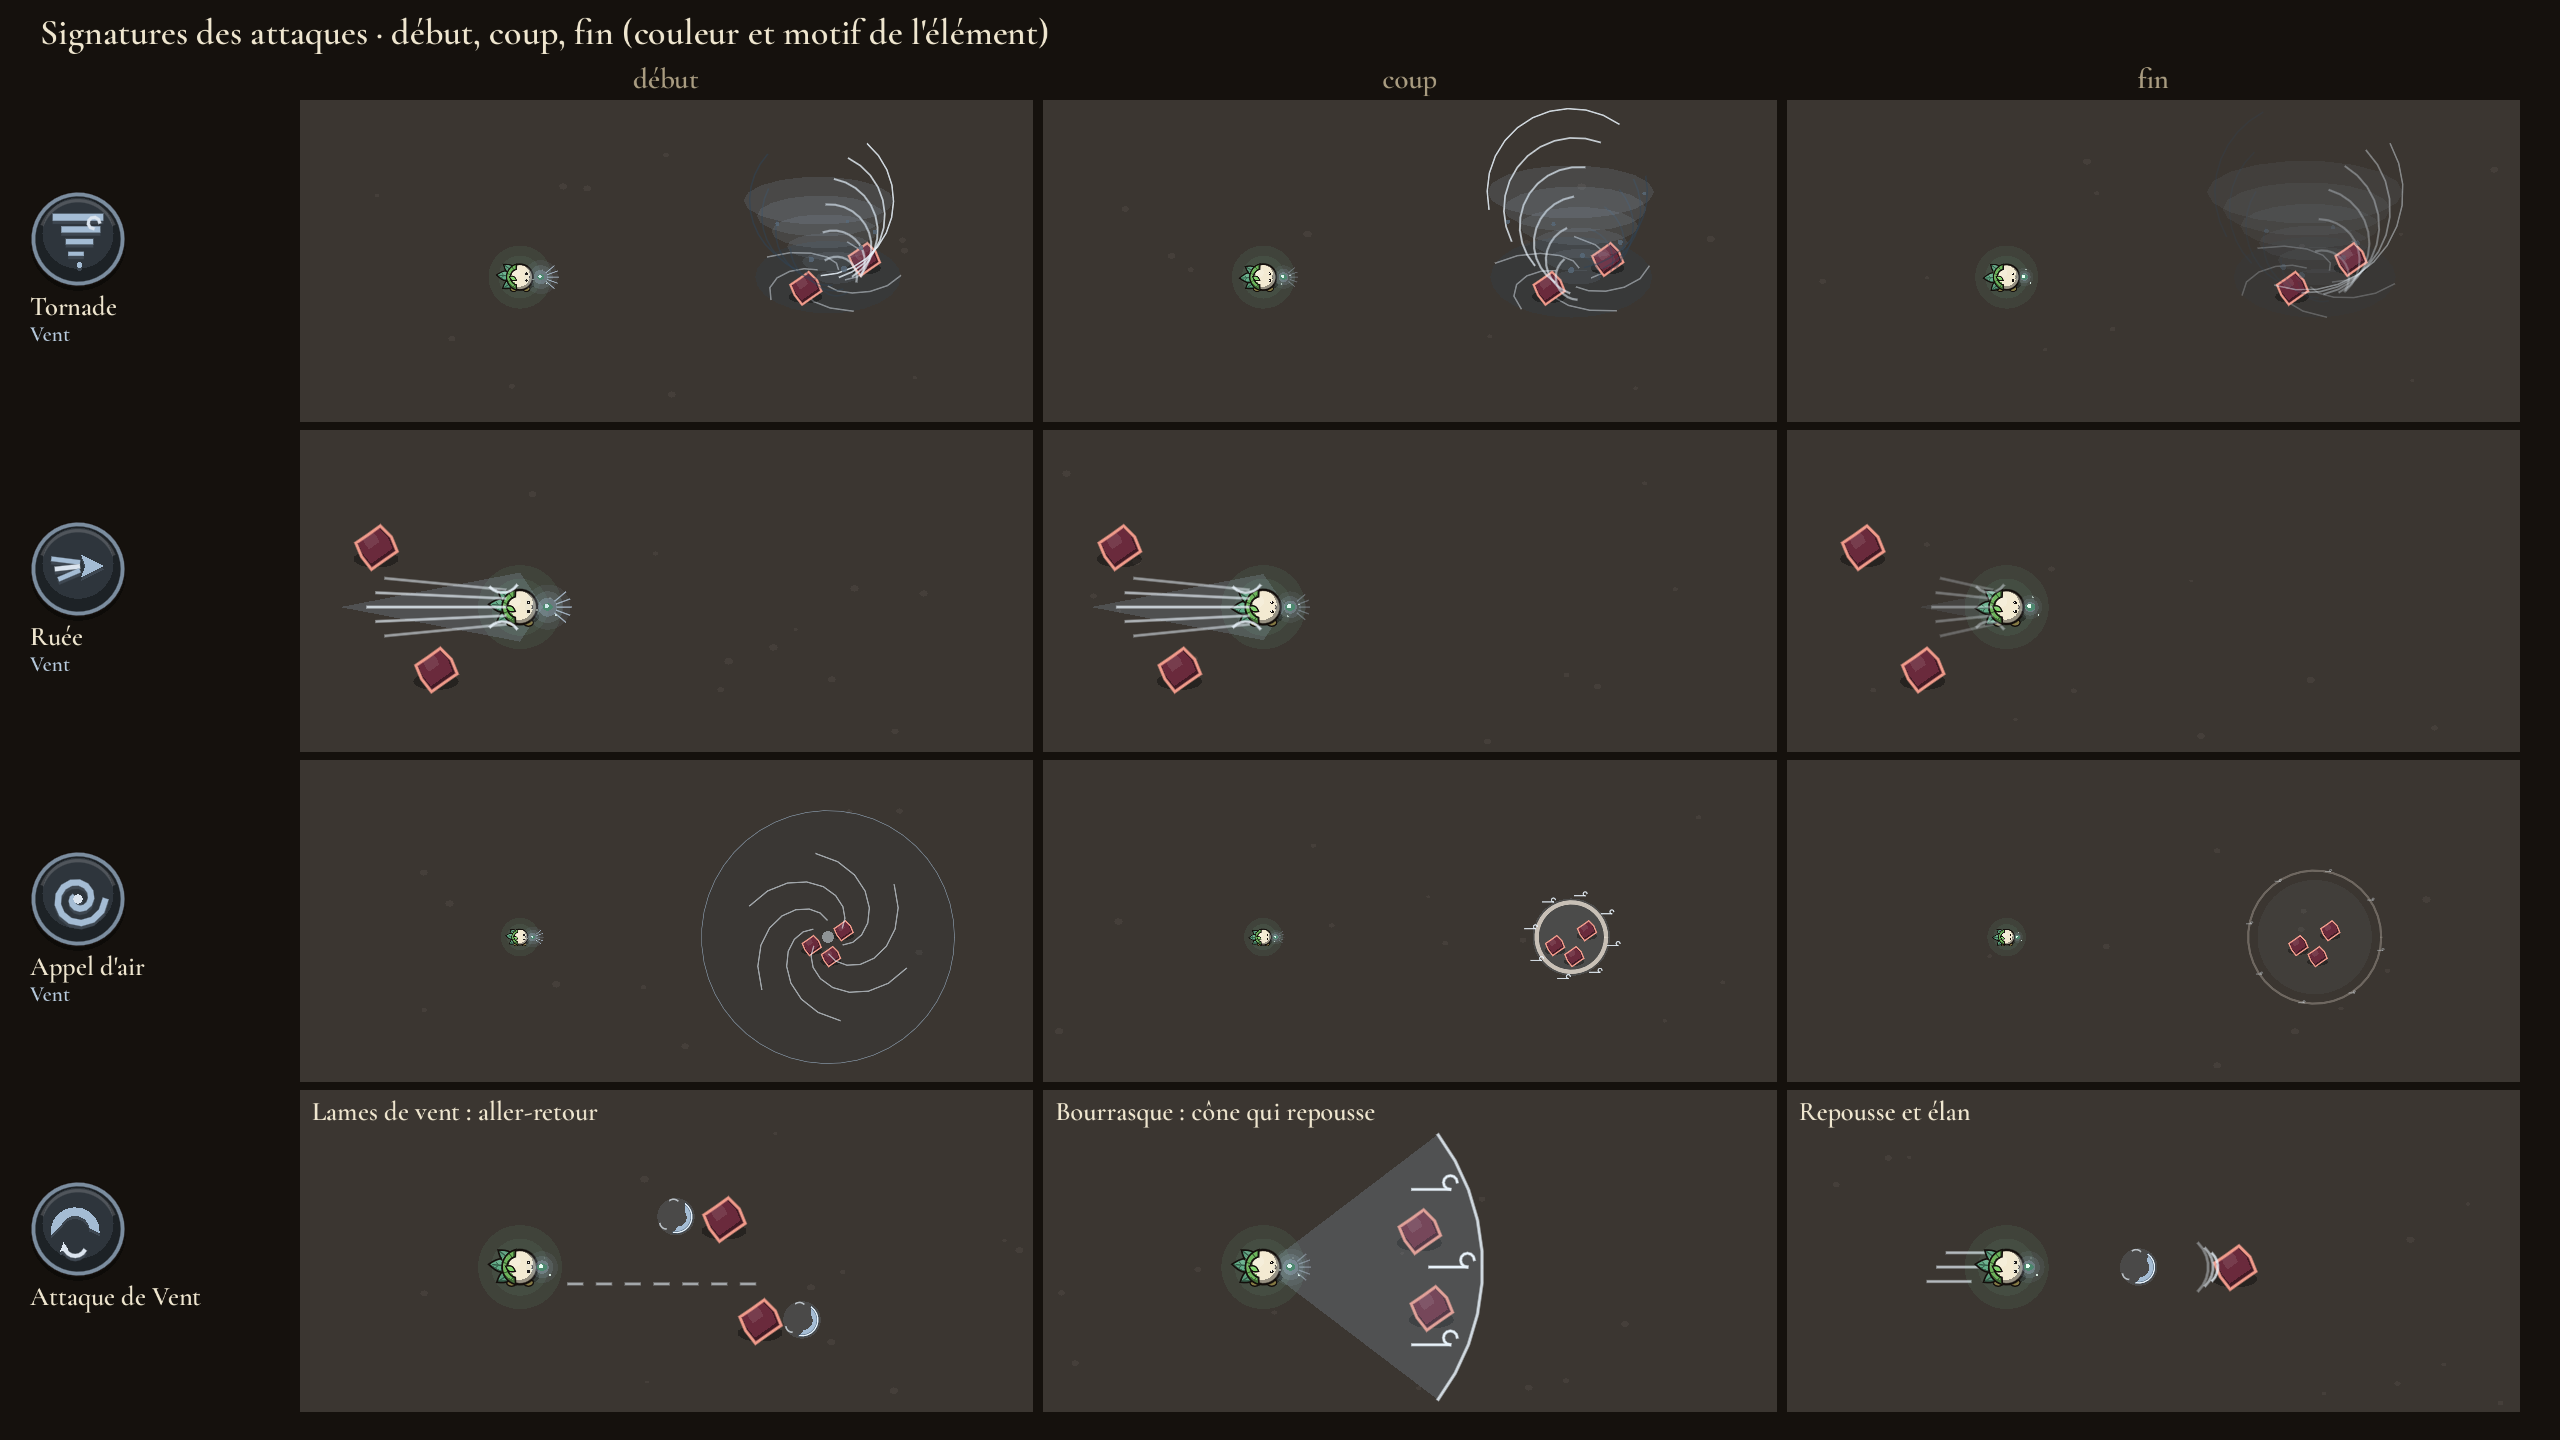 Signatures des attaques · début, coup, fin (couleur et motif de l'élément)
début
coup
fin
Tornade
Vent
Ruée
Vent
Appel d'air
Vent
Attaque de Vent
Lames de vent : aller-retour
Bourrasque : cône qui repousse
Repousse et élan